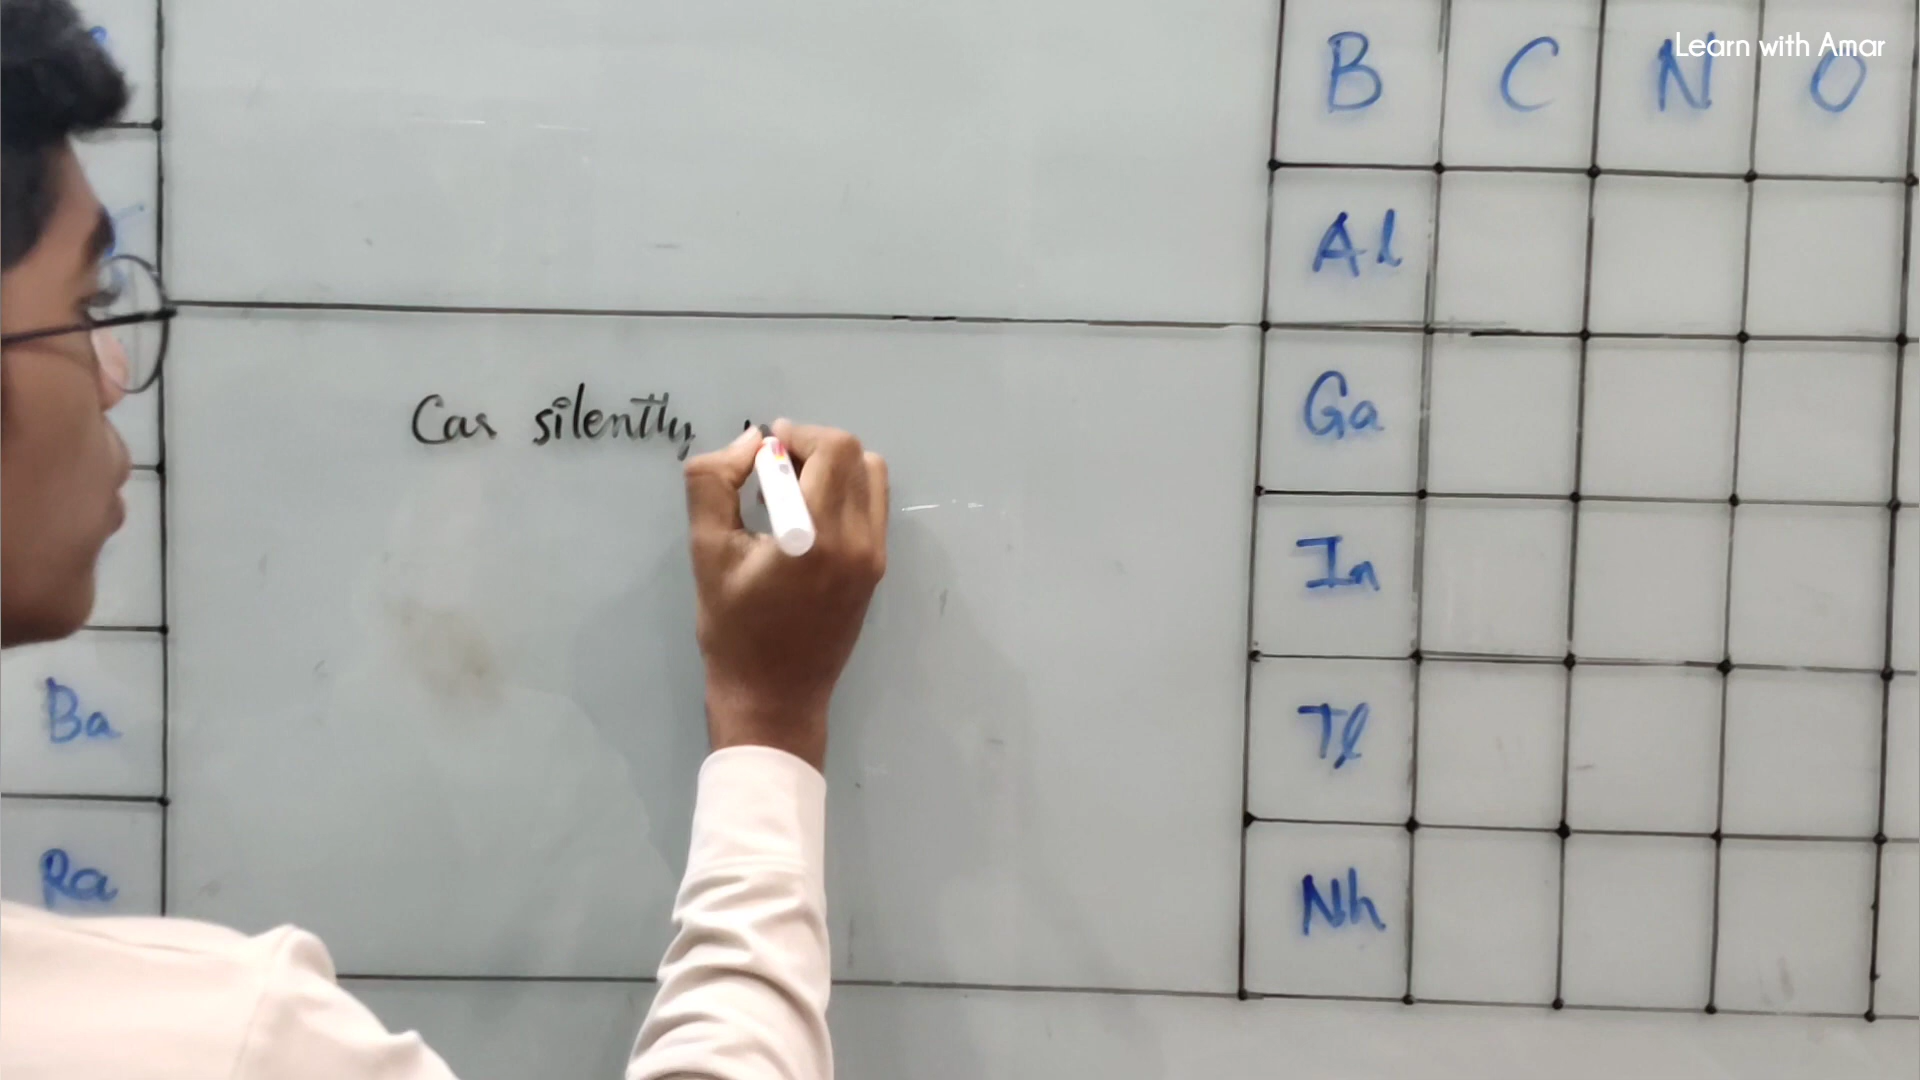 Learn with Amar
B C N O
Al
Ga
Car silently
In
Tl
Ba
Ra
Nh